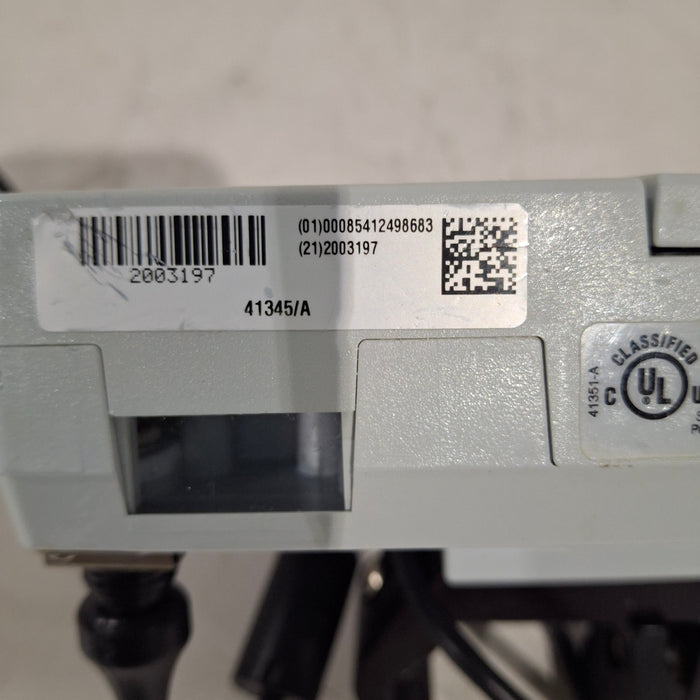 (01)00085412498683
(21)2003197
2003197
41345/A
CLASSIFIED
C UL
®
41351-A